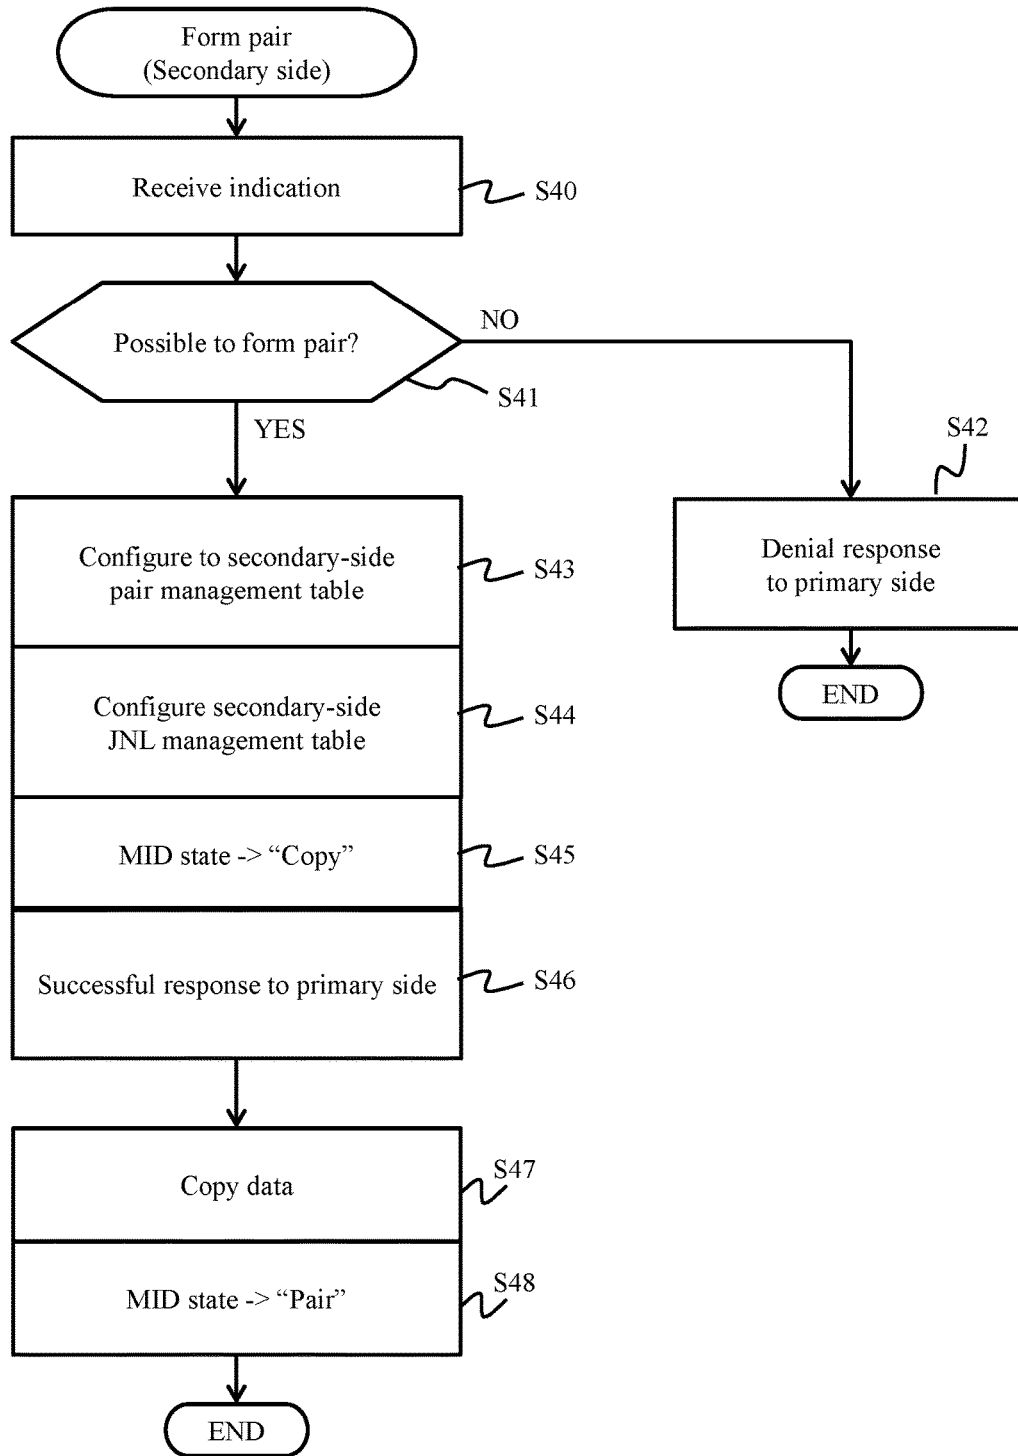 Form pair
(Secondary side)
Receive indication
S40
Possible to form pair?
NO
S41
YES
S42
Configure to secondary-side
pair management table
S43
Denial response
to primary side
END
Configure secondary-side
JNL management table
S44
MID state -> “Copy”
S45
Successful response to primary side
S46
Copy data
S47
MID state -> “Pair”
S48
END